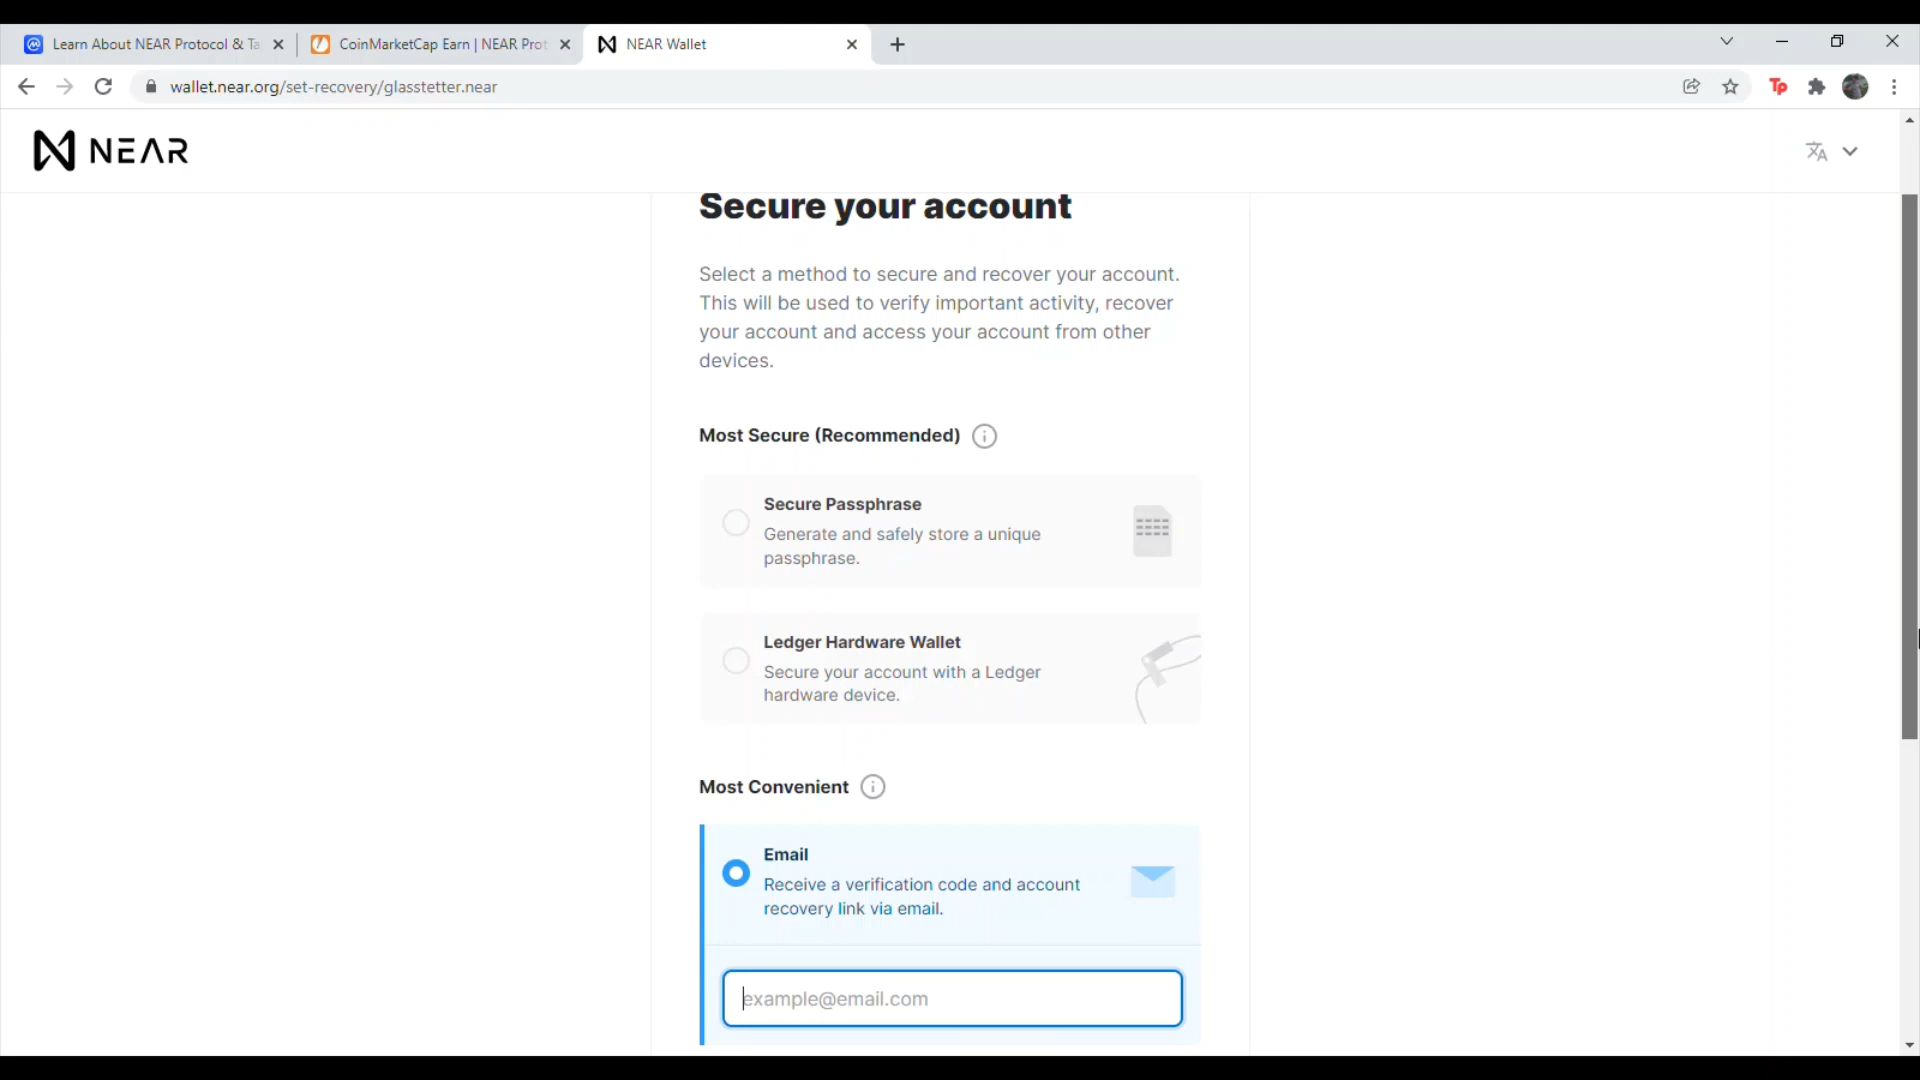 Learn About NEAR Protocol & Ta
CoinMarketCap Earn | NEAR Prot
NEAR Wallet
wallet.near.org/set-recovery/glasstetter.near
Tp
NEAR
Secure your account
Select a method to secure and recover your account.
This will be used to verify important activity, recover
your account and access your account from other
devices.
Most Secure (Recommended)
Secure Passphrase
Generate and safely store a unique
passphrase.
Ledger Hardware Wallet
Secure your account with a Ledger
hardware device.
Most Convenient
Email
Receive a verification code and account
recovery link via email.
example@email.com